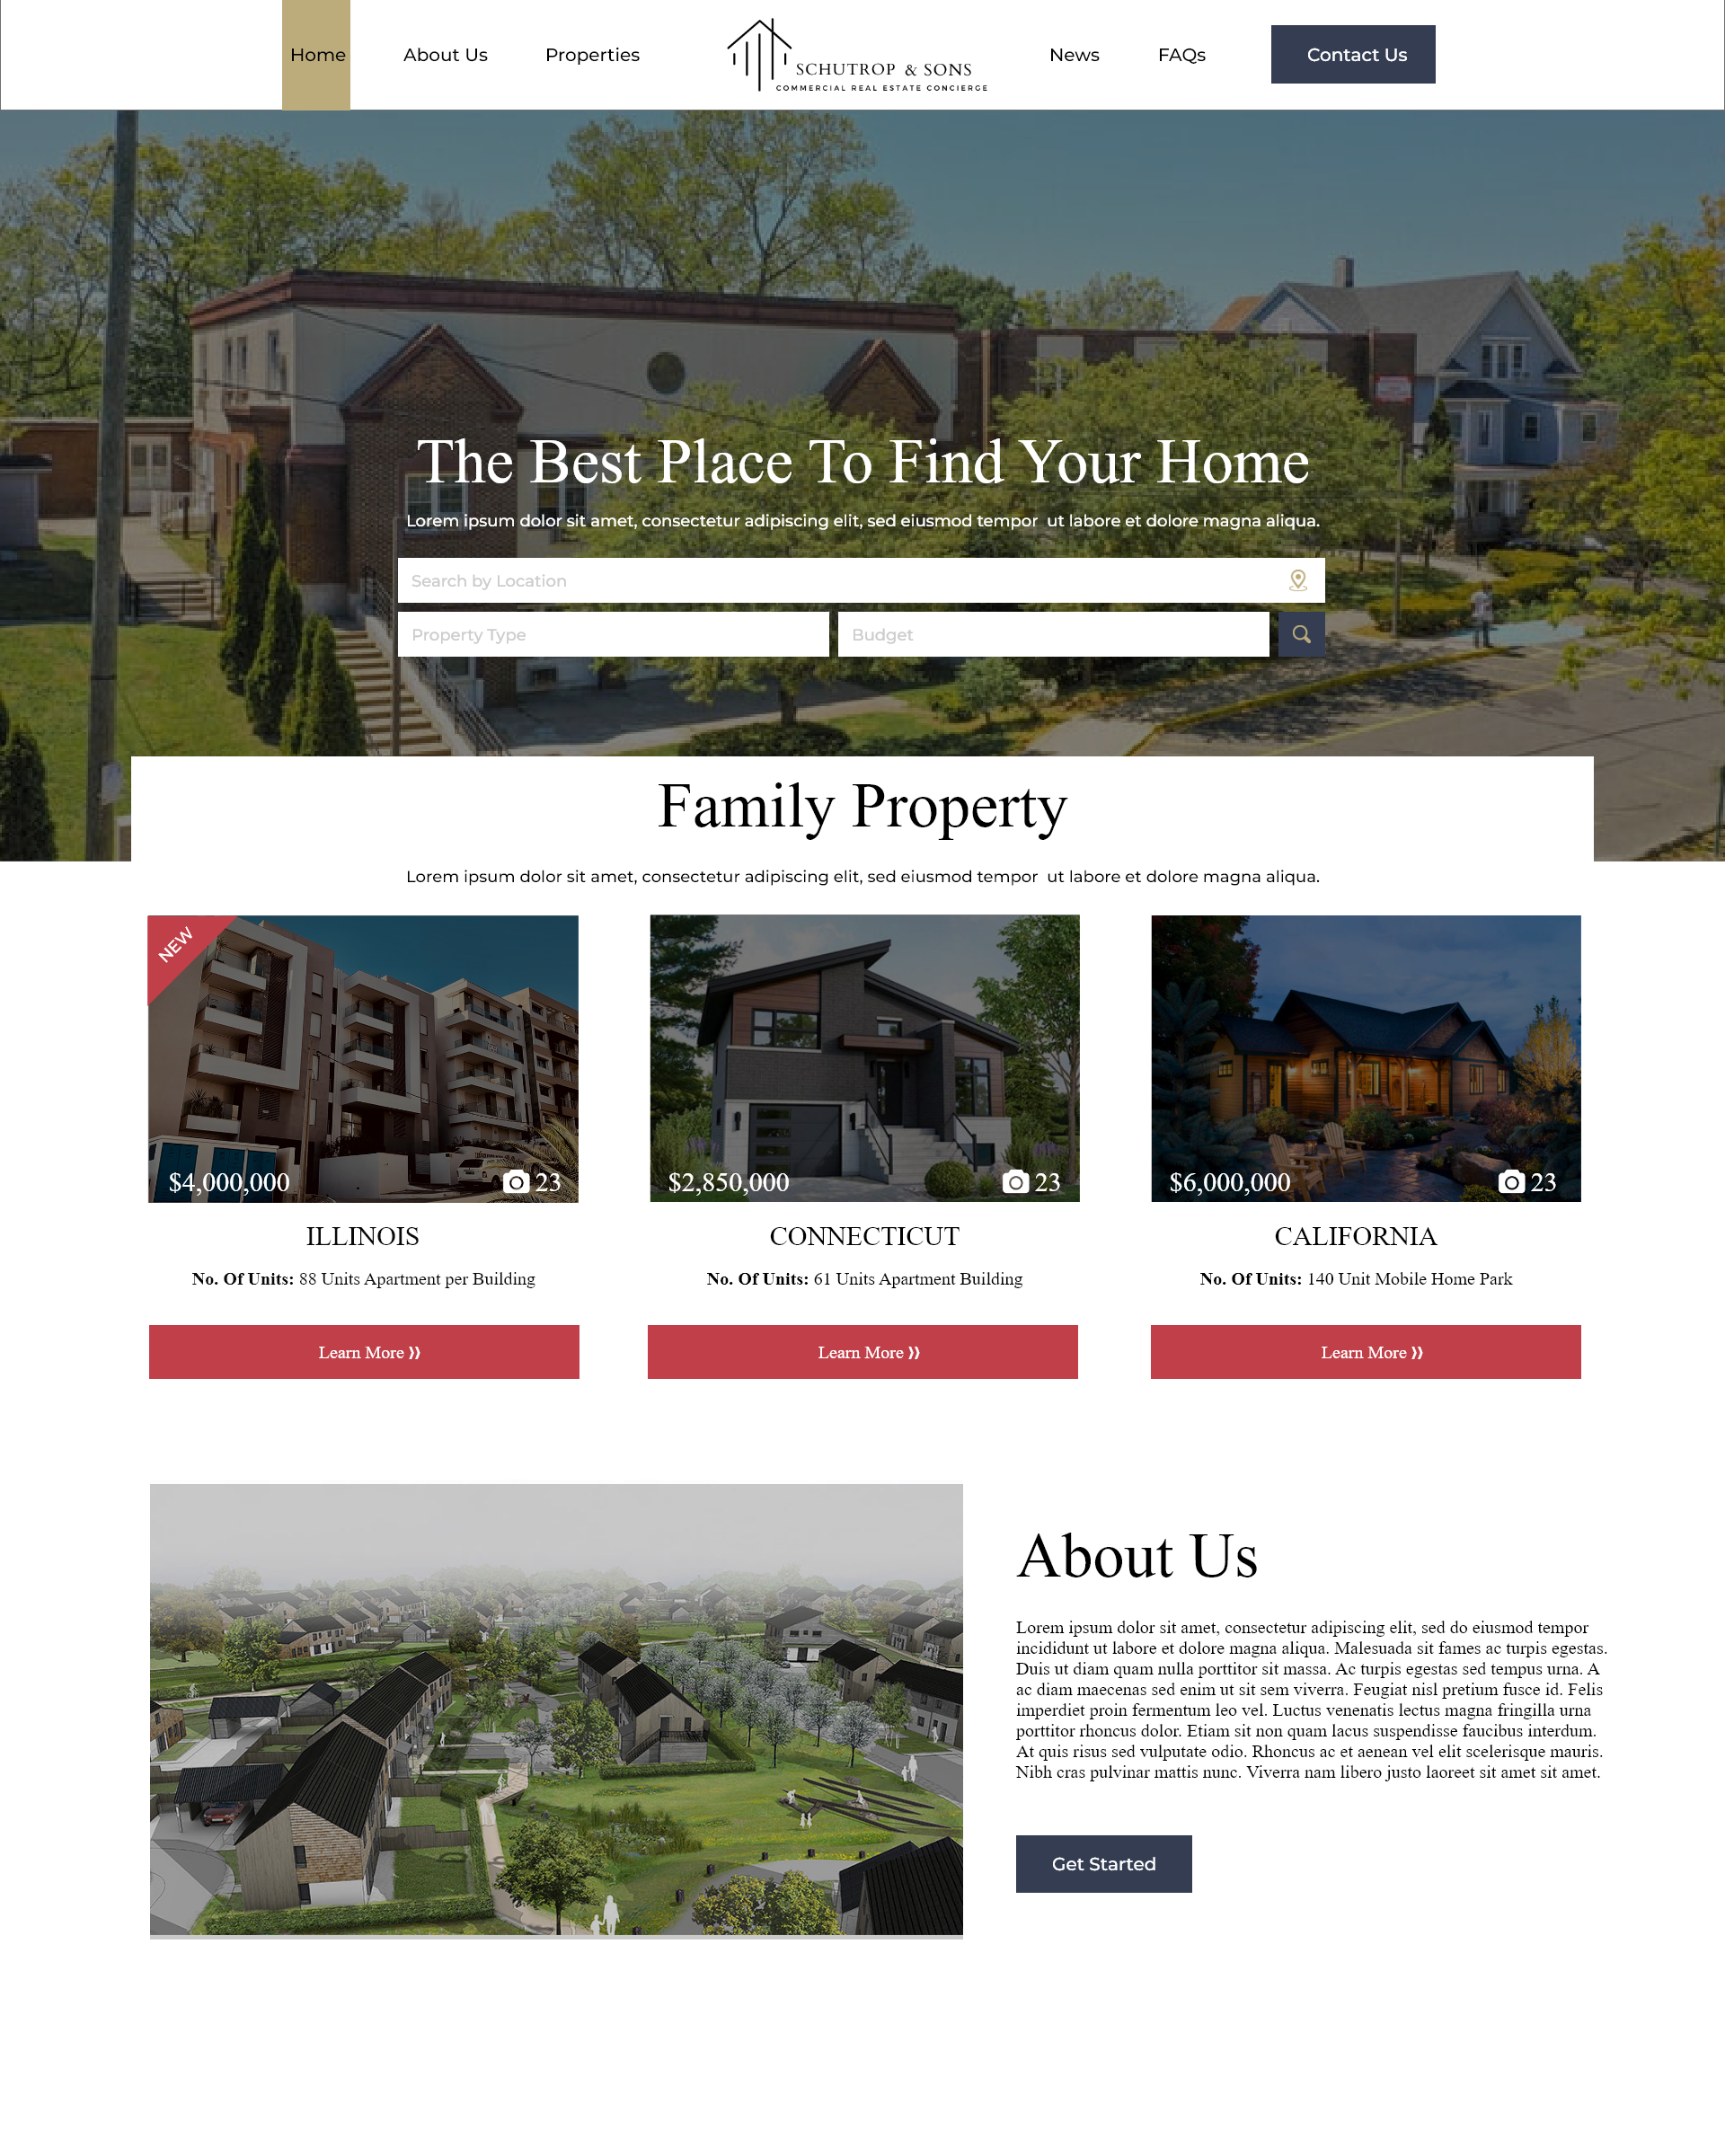 Home About Us Properties SCHUTROP & SONS News FAQs Contact Us
COMMERCIAL REAL ESTATE CONCIERGE
The Best Place To Find Your Home
Lorem ipsum dolor sit amet, consectetur adipiscing elit, sed eiusmod tempor  ut labore et dolore magna aliqua.
Search by Location
Property Type Budget
Family Property
Lorem ipsum dolor sit amet, consectetur adipiscing elit, sed eiusmod tempor  ut labore et dolore magna aliqua.
NEW
$4,000,000 23
ILLINOIS
No. Of Units: 88 Units Apartment per Building
Learn More ⟫
$2,850,000 23
CONNECTICUT
No. Of Units: 61 Units Apartment Building
Learn More ⟫
$6,000,000 23
CALIFORNIA
No. Of Units: 140 Unit Mobile Home Park
Learn More ⟫
About Us
Lorem ipsum dolor sit amet, consectetur adipiscing elit, sed do eiusmod tempor
incididunt ut labore et dolore magna aliqua. Malesuada sit fames ac turpis egestas.
Duis ut diam quam nulla porttitor sit massa. Ac turpis egestas sed tempus urna. A
ac diam maecenas sed enim ut sit sem viverra. Feugiat nisl pretium fusce id. Felis
imperdiet proin fermentum leo vel. Luctus venenatis lectus magna fringilla urna
porttitor rhoncus dolor. Etiam sit non quam lacus suspendisse faucibus interdum.
At quis risus sed vulputate odio. Rhoncus ac et aenean vel elit scelerisque mauris.
Nibh cras pulvinar mattis nunc. Viverra nam libero justo laoreet sit amet sit amet.
Get Started